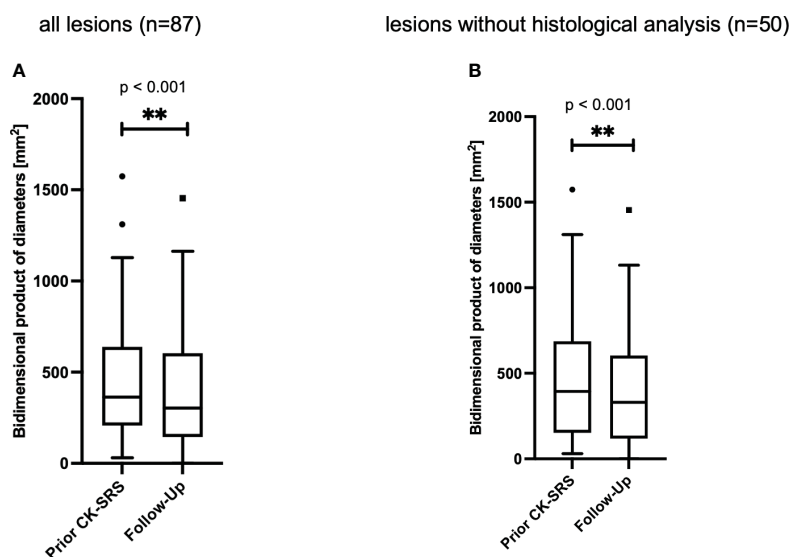 all lesions (n=87)
lesions without histological analysis (n=50)
A
p < 0.001
**
Bidimensional product of diameters [mm²]
2000
1500
1000
500
0
Prior CK-SRS
Follow-Up
B
p < 0.001
**
Bidimensional product of diameters [mm²]
2000
1500
1000
500
0
Prior CK-SRS
Follow-Up